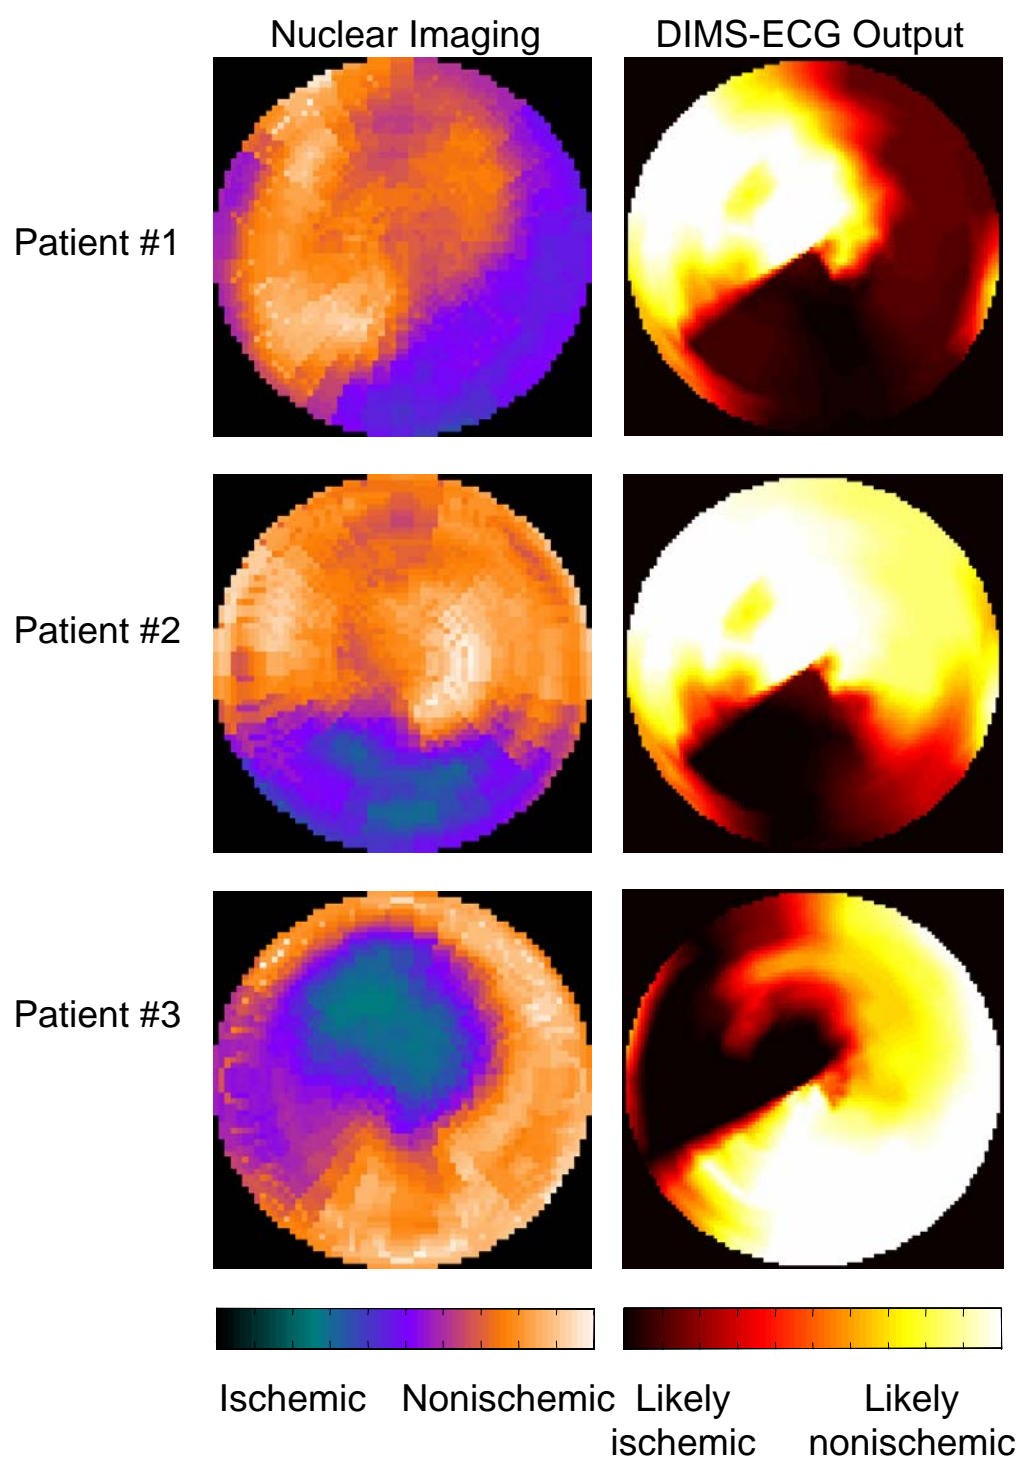 Nuclear Imaging
DIMS-ECG Output
Patient #1
Patient #2
Patient #3
Ischemic
Nonischemic
Likely
ischemic
Likely
nonischemic